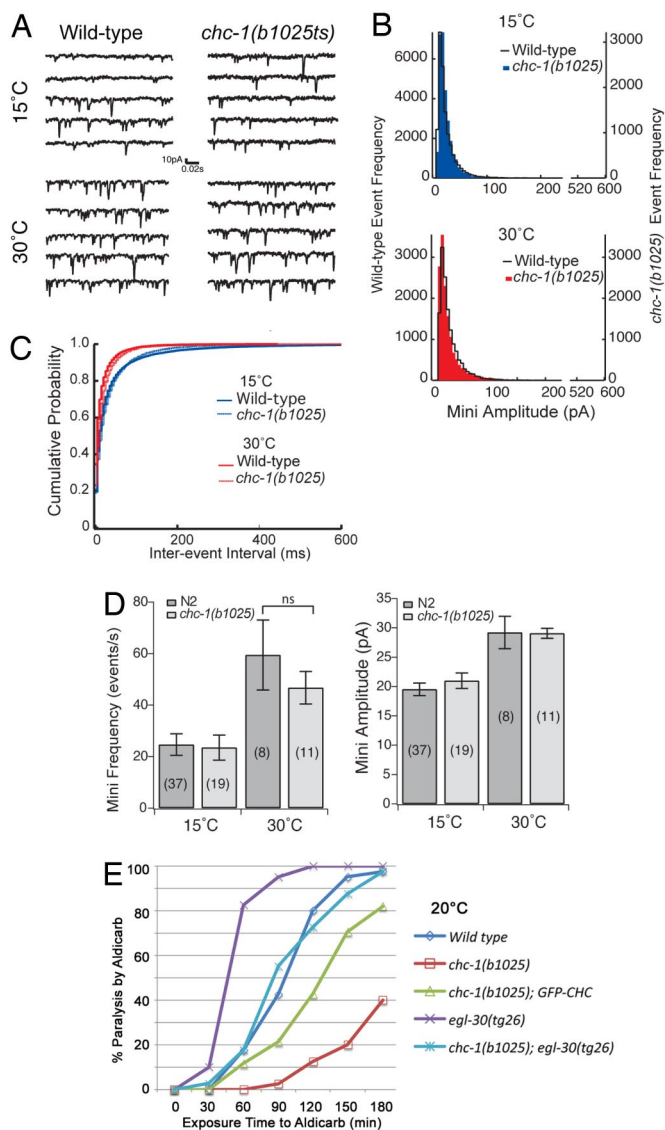 A
Wild-type
chc-1(b1025ts)
15˚C
10pA
0.02s
30˚C
B
15˚C
Wild-type
chc-1(b1025)
6000
4000
2000
0
3000
2000
1000
0
0
100
200
520
600
Wild-type Event Frequency
chc-1(b1025) Event Frequency
30˚C
Wild-type
chc-1(b1025)
3000
2000
1000
0
3000
2000
1000
0
0
100
200
520
600
Mini Amplitude (pA)
C
Cumulative Probability
1.0
0.8
0.6
0.4
0.2
0
15˚C
Wild-type
chc-1(b1025)
30˚C
Wild-type
chc-1(b1025)
0
200
400
600
Inter-event Interval (ms)
D
Mini Frequency (events/s)
80
60
40
20
0
N2
chc-1(b1025)
ns
(37)
(19)
(8)
(11)
15˚C
30˚C
Mini Amplitude (pA)
35
30
25
20
15
10
5
0
N2
chc-1(b1025)
(37)
(19)
(8)
(11)
15˚C
30˚C
E
% Paralysis by Aldicarb
100
80
60
40
20
0
0
30
60
90
120
150
180
Exposure Time to Aldicarb (min)
20°C
Wild type
chc-1(b1025)
chc-1(b1025); GFP-CHC
egl-30(tg26)
chc-1(b1025); egl-30(tg26)